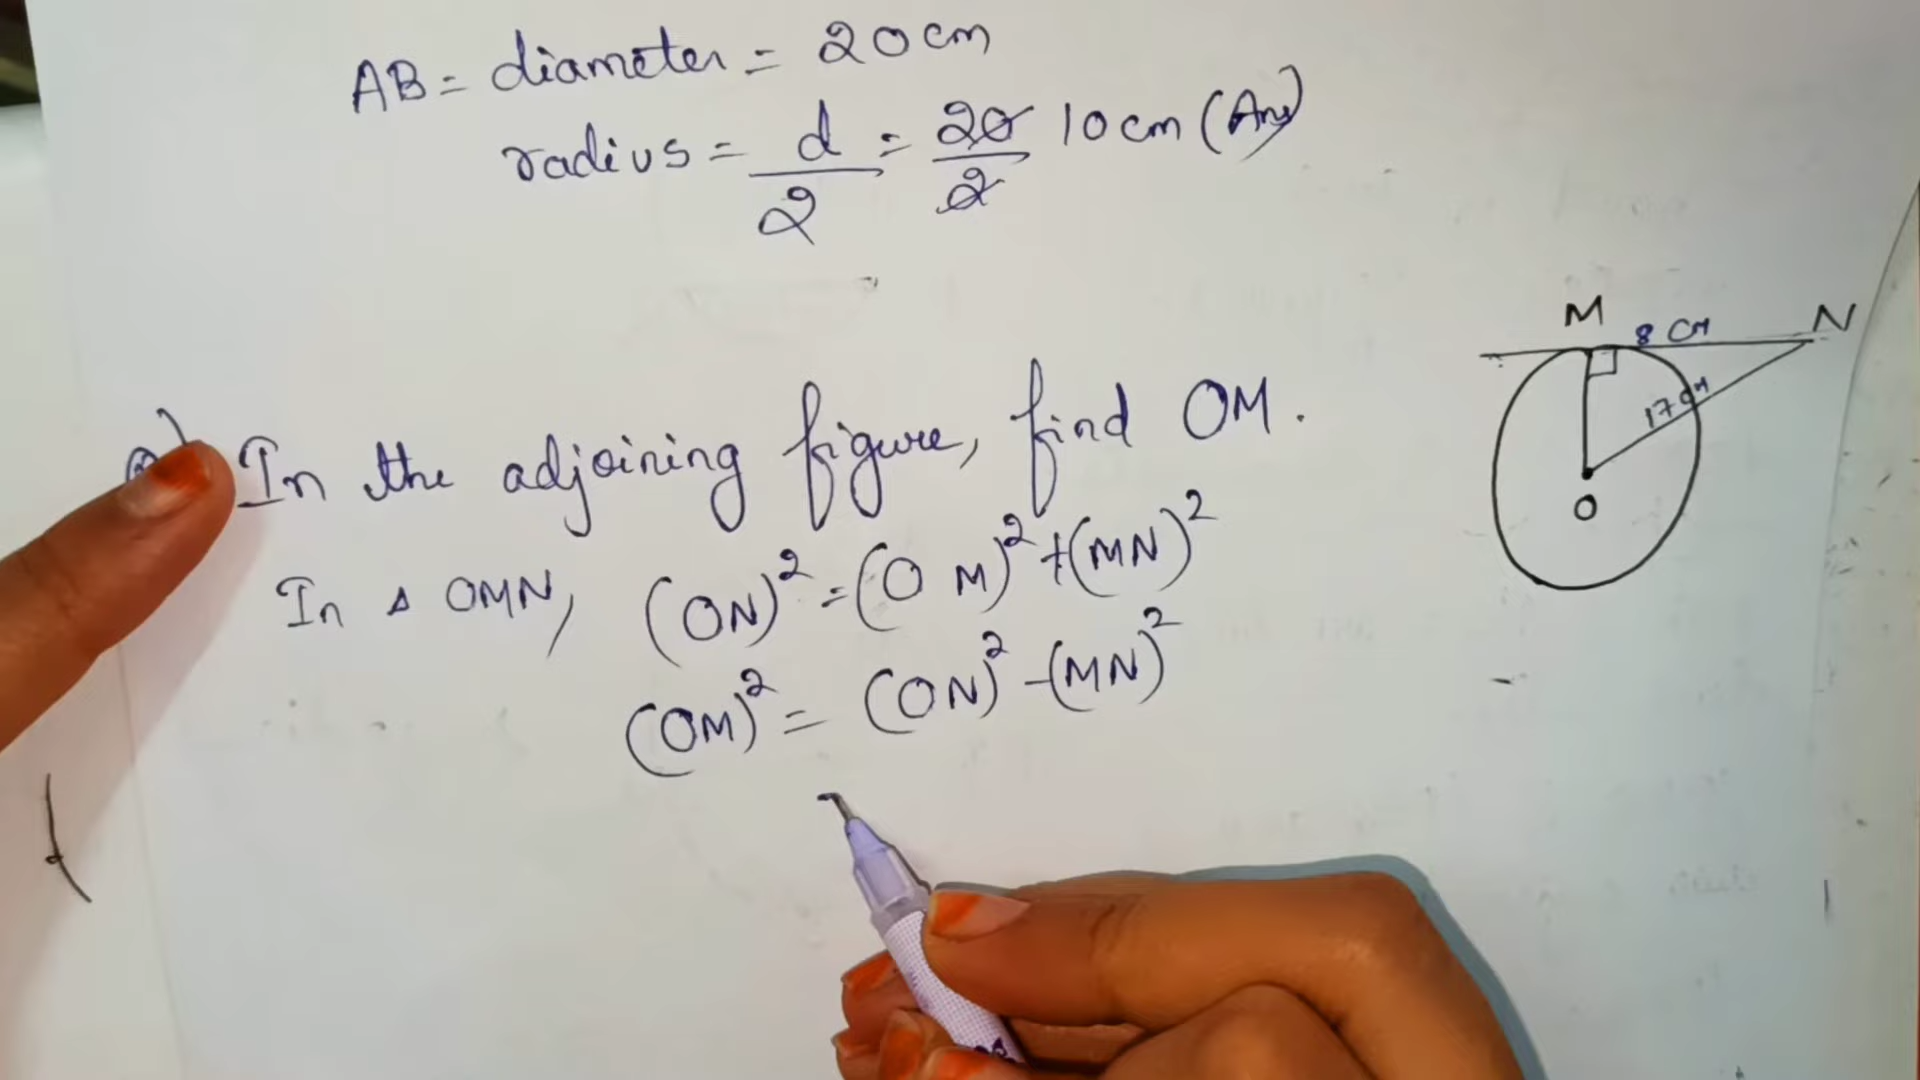 AB = diameter = 20 cm
radius = d/2 = 20/2 10 cm (Ans)
In the adjoining figure, find OM.
In Δ OMN, (ON)² = (OM)² + (MN)²
(OM)² = (ON)² - (MN)²
M 8 CM N
17 CM
O